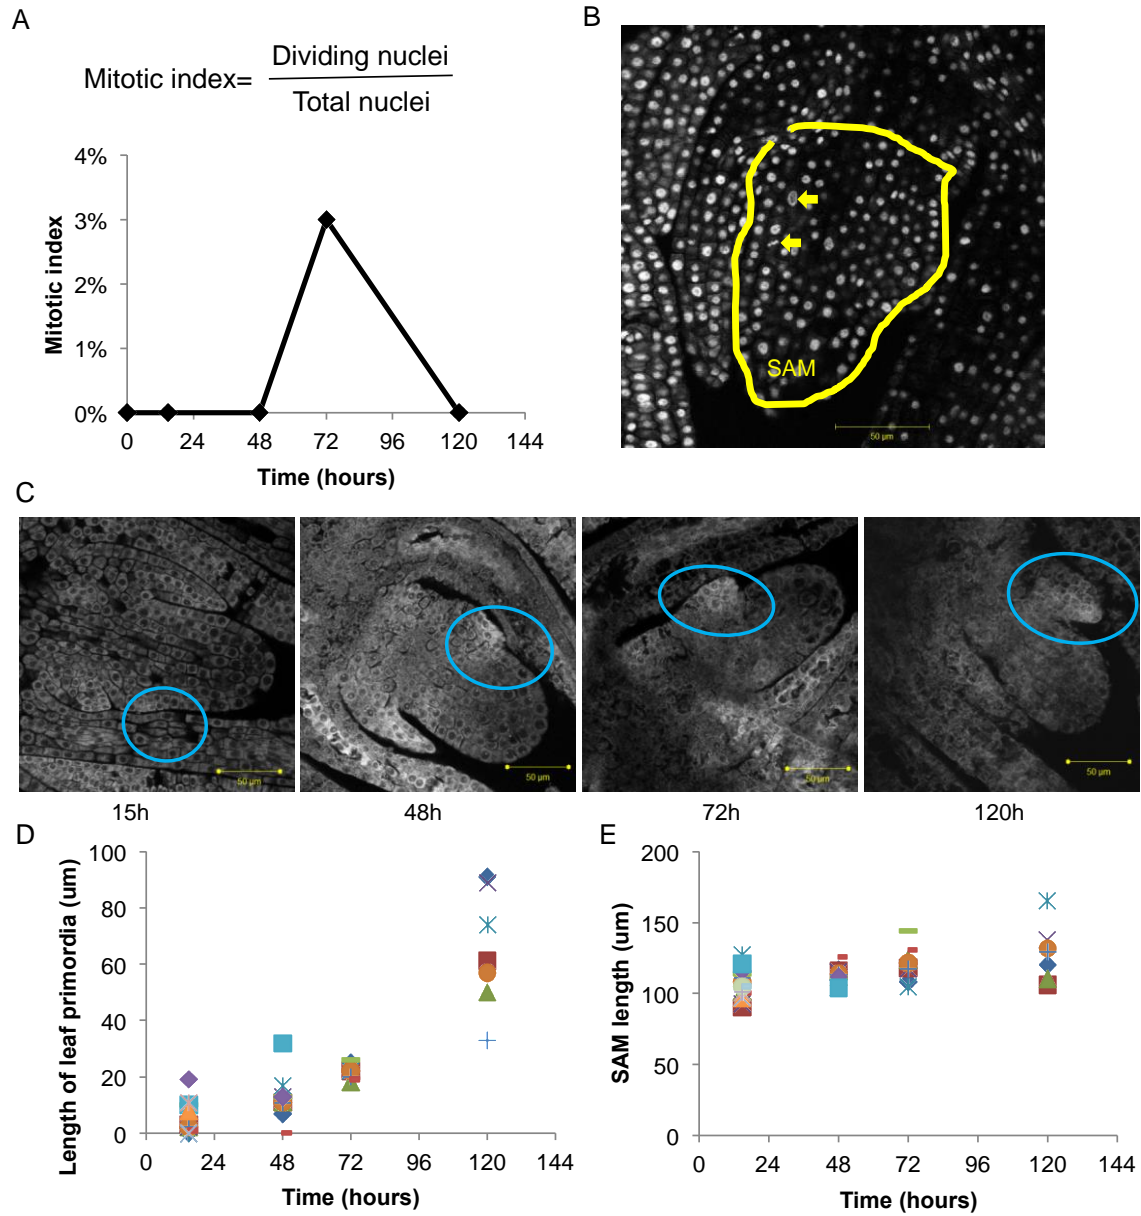 A
Mitotic index=
Dividing nuclei
Total nuclei
4%
3%
2%
1%
0%
Mitotic index
0 24 48 72 96 120 144
Time (hours)
B
SAM
50 µm
C
50 µm
50 µm
50 µm
50 µm
15h
48h
72h
120h
D
100
80
60
40
20
0
Length of leaf primordia (um)
0 24 48 72 120 144
Time (hours)
E
200
150
100
50
0
SAM length (um)
0 24 48 72 120 144
Time (hours)